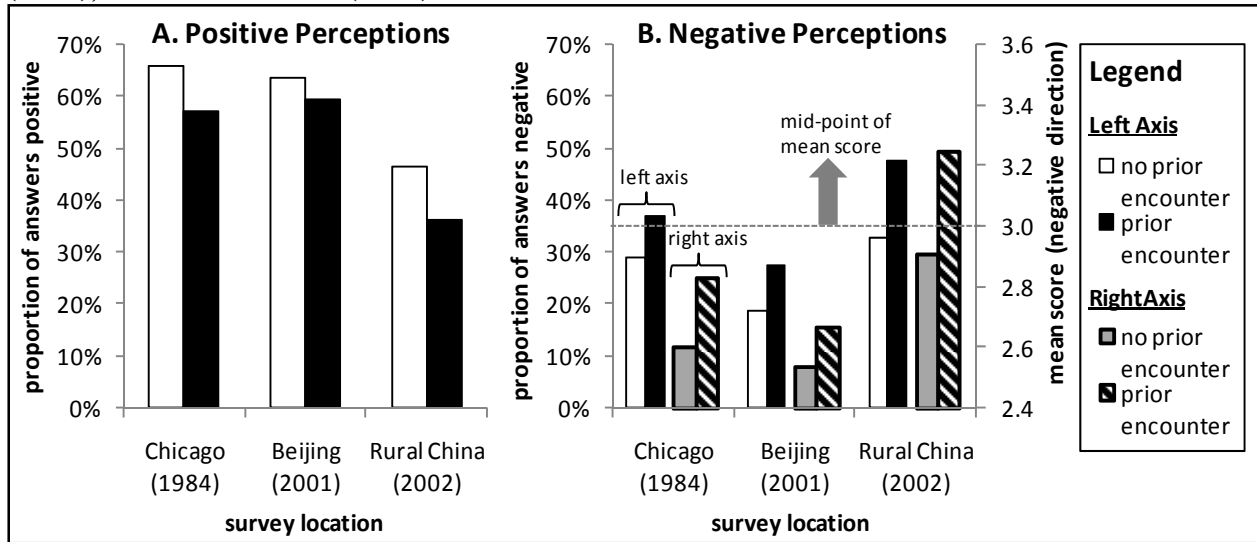 A. Positive Perceptions
proportion of answers positive
70%
60%
50%
40%
30%
20%
10%
0%
Chicago
(1984)
Beijing
(2001)
Rural China
(2002)
survey location
B. Negative Perceptions
proportion of answers negative
70%
60%
50%
40%
30%
20%
10%
0%
mid-point of
mean score
left axis
right axis
3.6
3.4
3.2
3.0
2.8
2.6
2.4
mean score (negative direction)
Chicago
(1984)
Beijing
(2001)
Rural China
(2002)
survey location
Legend
Left Axis
no prior
encounter
prior
encounter
RightAxis
no prior
encounter
prior
encounter